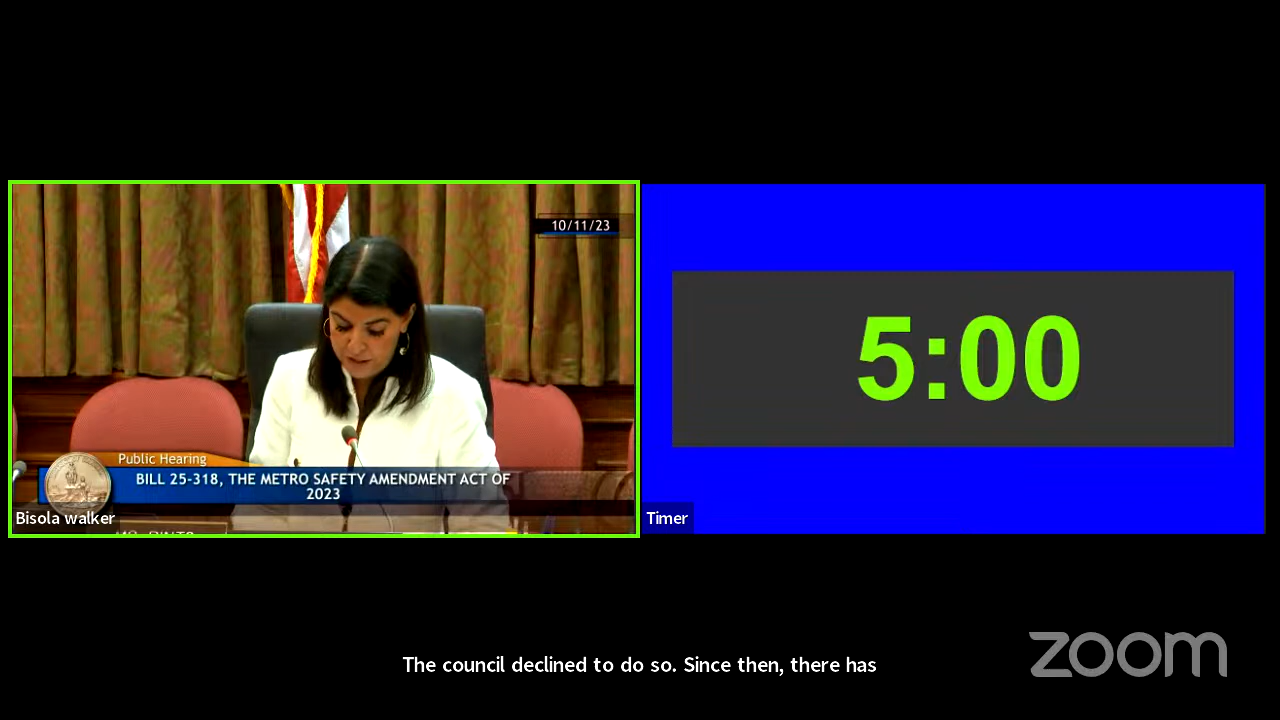 10/11/23
Public Hearing
BILL 25-318, THE METRO SAFETY AMENDMENT ACT OF
2023
Bisola walker
5:00
Timer
The council declined to do so. Since then, there has
zoom